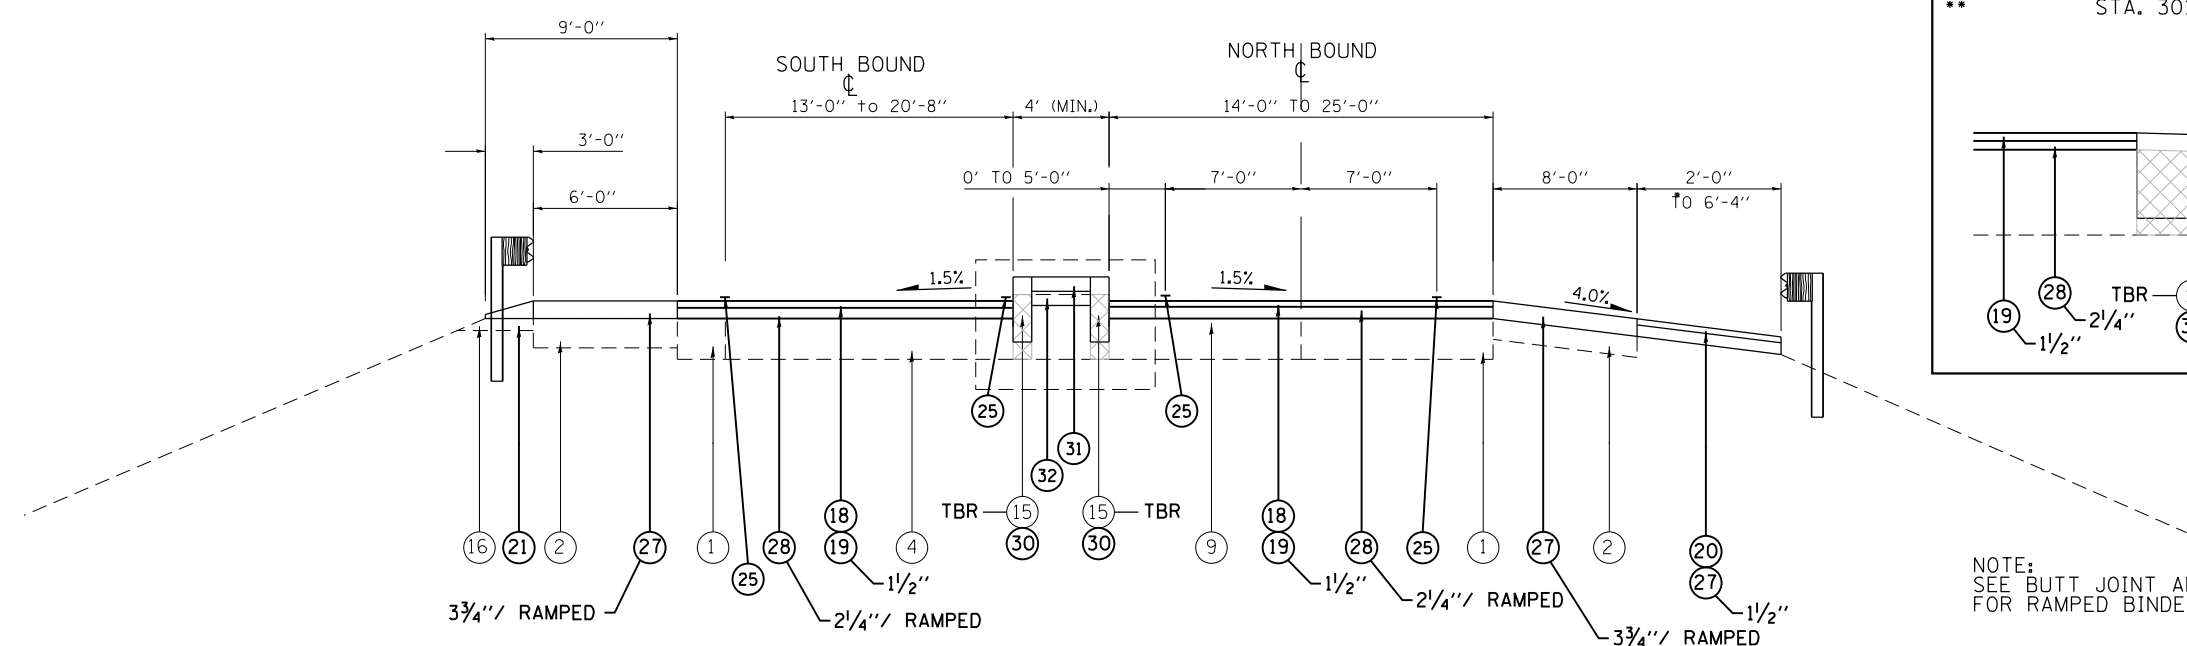 ** STA. 30
9'-0"
SOUTH BOUND
℄
NORTH BOUND
℄
13'-0" to 20'-8"
4' (MIN.)
14'-0" TO 25'-0"
3'-0"
0' TO 5'-0"
7'-0"
7'-0"
8'-0"
2'-0"
*
TO 6'-4"
6'-0"
1.5%
1.5%
4.0%
19
28
TBR
2¼"
1½"
25
25
31
32
TBR 15
15 TBR
30
30
18
18
16
21
2
27
1
28
19
4
9
19
28
25
1
27
2
20
27
25
1½"
1½"
1½"
3¾"/ RAMPED
2¼"/ RAMPED
2¼"/ RAMPED
3¾"/ RAMPED
NOTE:
SEE BUTT JOINT
FOR RAMPED BINDE